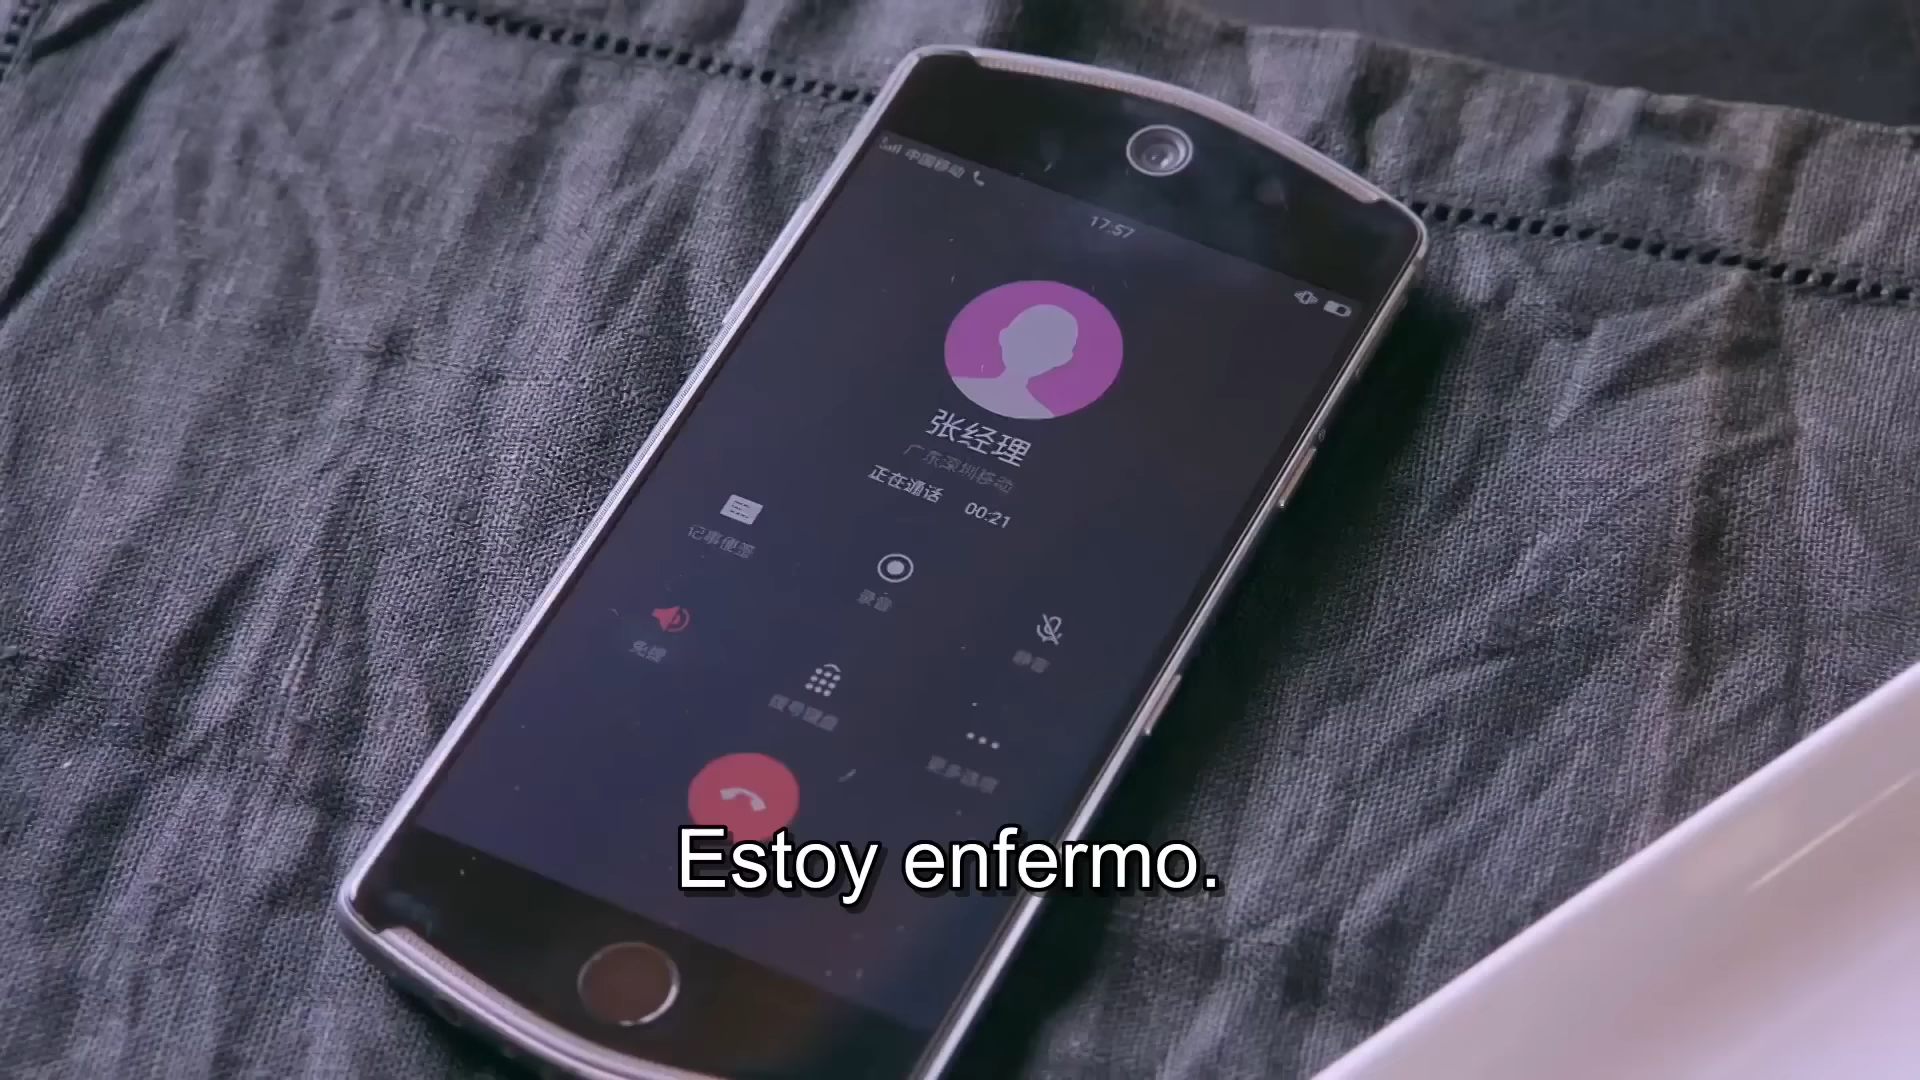 中国移动
17:57
张经理
广东深圳移动
正在通话 00:21
记事便签
录音
静音
免提
拨号键盘
更多选项
Estoy enfermo.